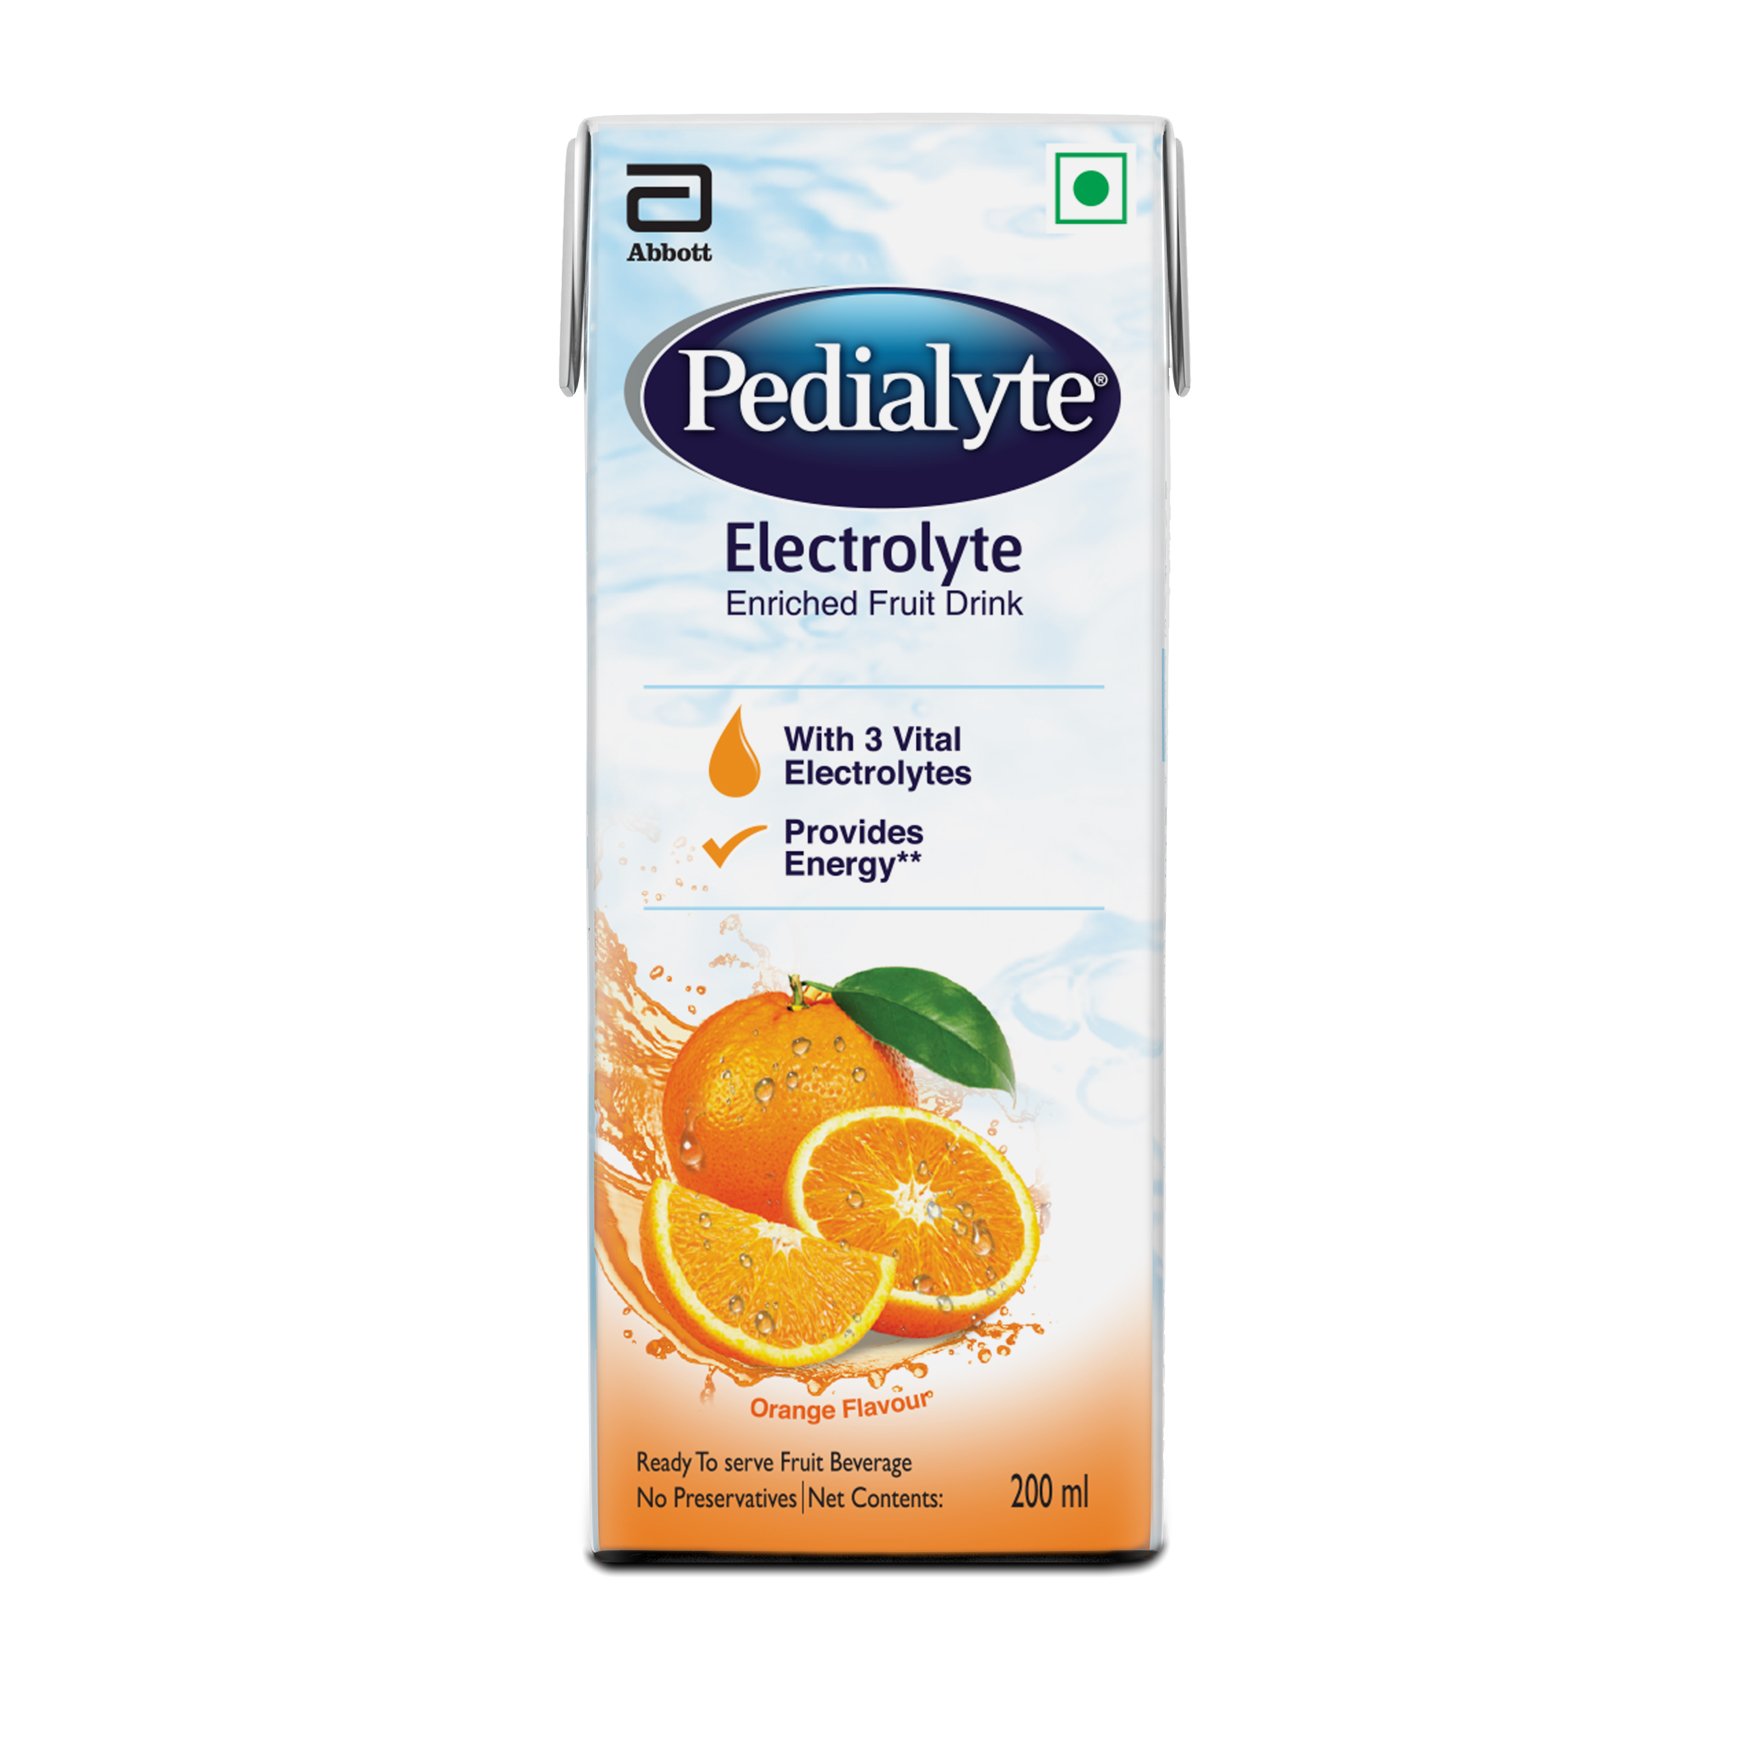 Abbott
Pedialyte®
Electrolyte
Enriched Fruit Drink
With 3 Vital
Electrolytes
Provides
Energy**
Orange Flavour
Ready To serve Fruit Beverage
No Preservatives|Net Contents: 200 ml